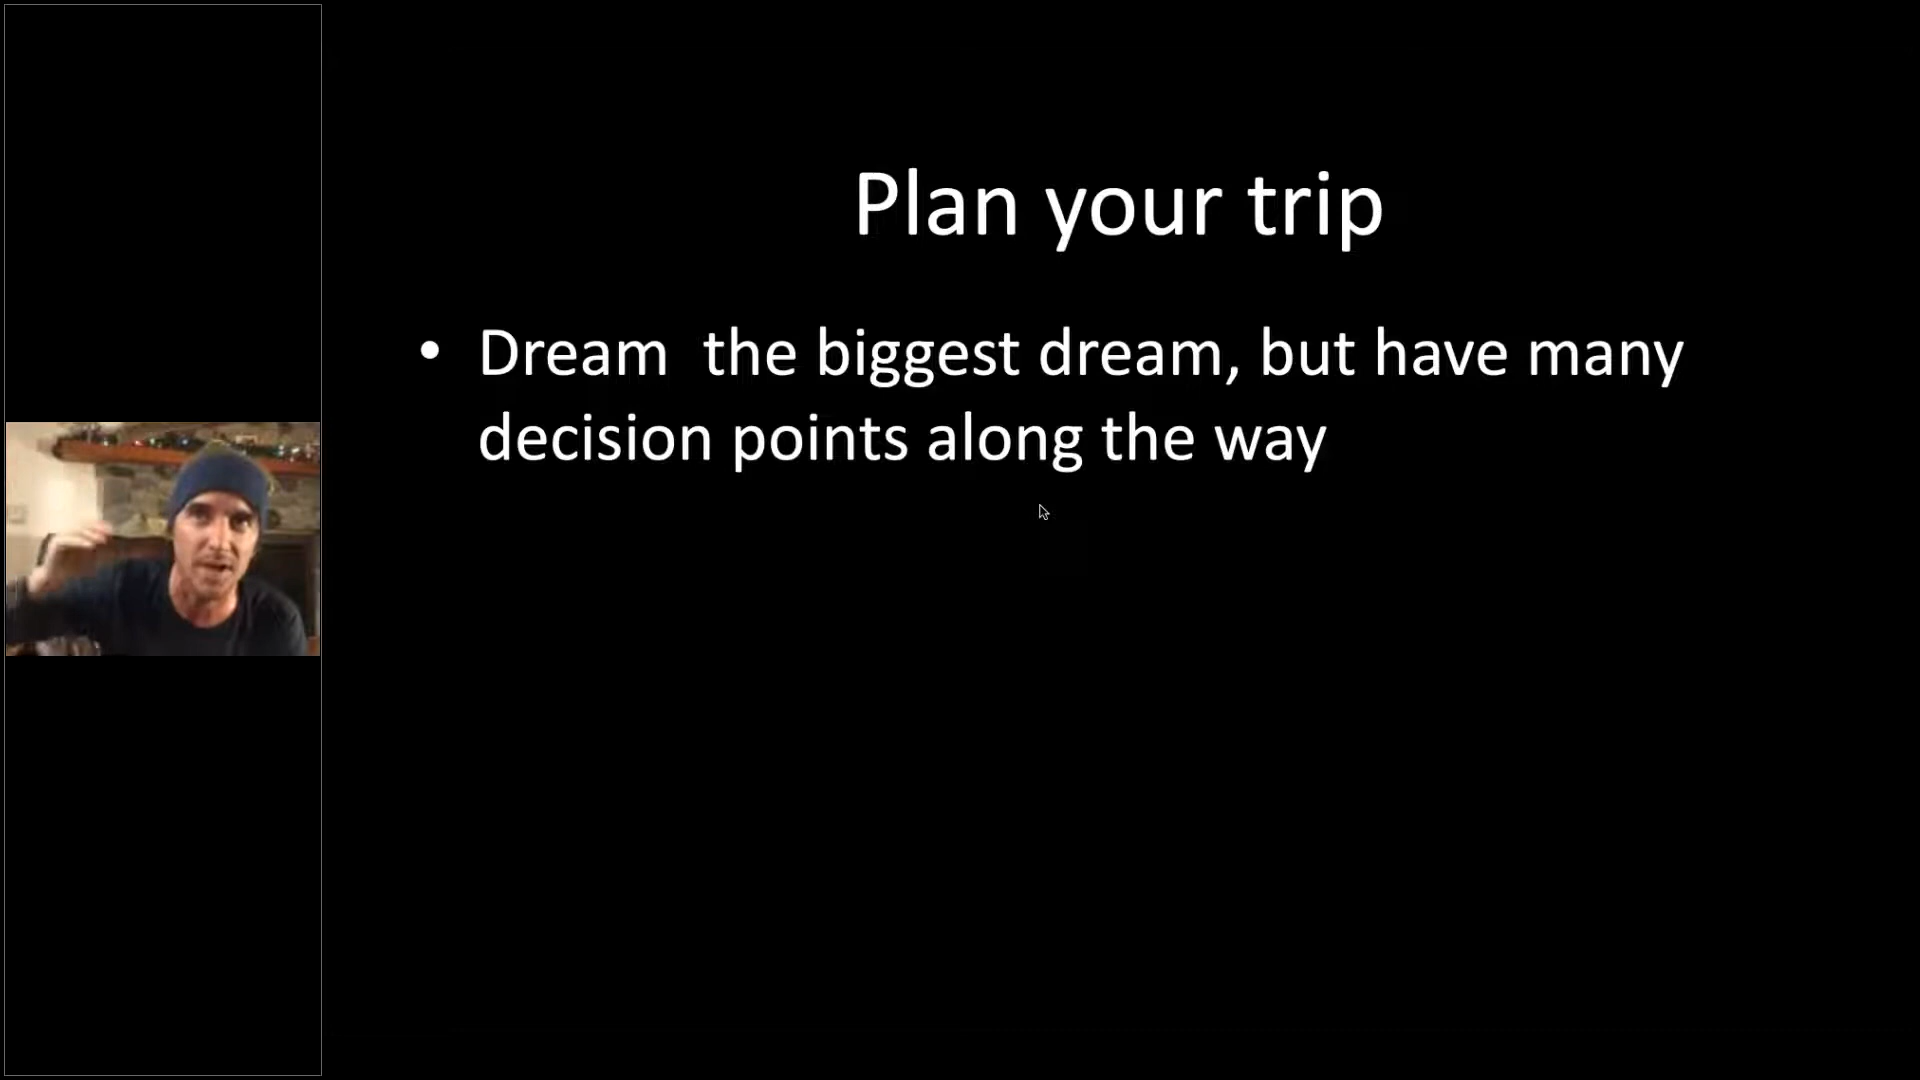 Plan your trip
• Dream  the biggest dream, but have many
decision points along the way